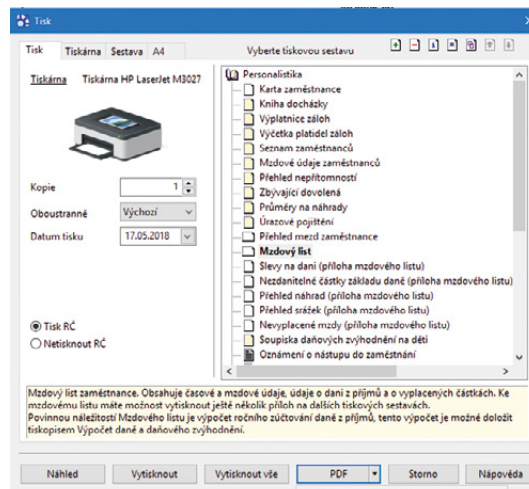 Tisk
Tisk Tiskárna Sestava A4
Vyberte tiskovou sestavu
Tiskárna Tiskárna HP LaserJet M3027
Kopie 1
Oboustranně Výchozí
Datum tisku 17.05.2018
Tisk RČ
Netisknout RČ
Personalistika
Karta zaměstnance
Kniha docházky
Výplatnice záloh
Výčetka platidel záloh
Seznam zaměstnanců
Mzdové údaje zaměstnanců
Přehled nepřítomností
Zbývající dovolená
Průměry na náhrady
Úrazové pojištění
Přehled mezd zaměstnance
Mzdový list
Slevy na dani (příloha mzdového listu)
Nezdanitelné částky základu daně (příloha mzdového listu)
Přehled náhrad (příloha mzdového listu)
Přehled srážek (příloha mzdového listu)
Nevyplacené mzdy (příloha mzdového listu)
Soupiska daňových zvýhodnění na děti
Oznámení o nástupu do zaměstnání
Mzdový list zaměstnance. Obsahuje časové a mzdové údaje, údaje o dani z příjmů a o vyplacených částkách. Ke
mzdovému listu máte možnost vytisknout ještě několik příloh na dalších tiskových sestavách.
Povinnou náležitostí Mzdového listu je výpočet ročního zúčtování daně z příjmů, tento výpočet je možné doložit
tiskopisem Výpočet daně a daňového zvýhodnění.
Náhled Vytisknout Vytisknout vše PDF Storno Nápověda